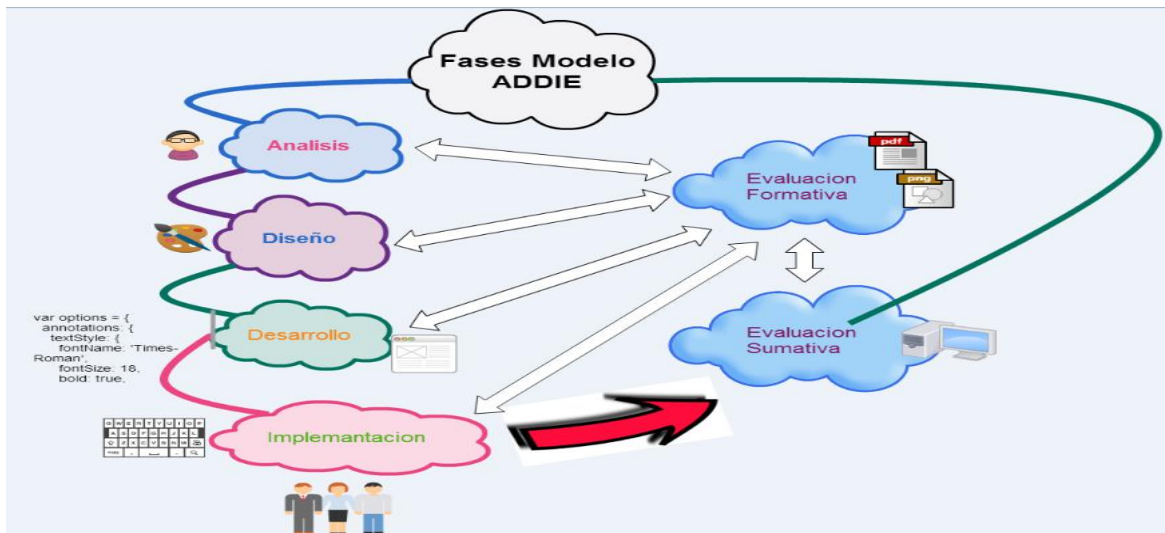 Fases Modelo
ADDIE
Analisis
pdf
png
Evaluacion
Formativa
Diseño
var options = {
annotations: {
textStyle: {
fontName: 'Times-
Roman',
fontSize: 18,
bold: true,
Desarrollo
Evaluacion
Sumativa
Implemantacion
Q W E R T Y U I O P
A S D F G H J K L